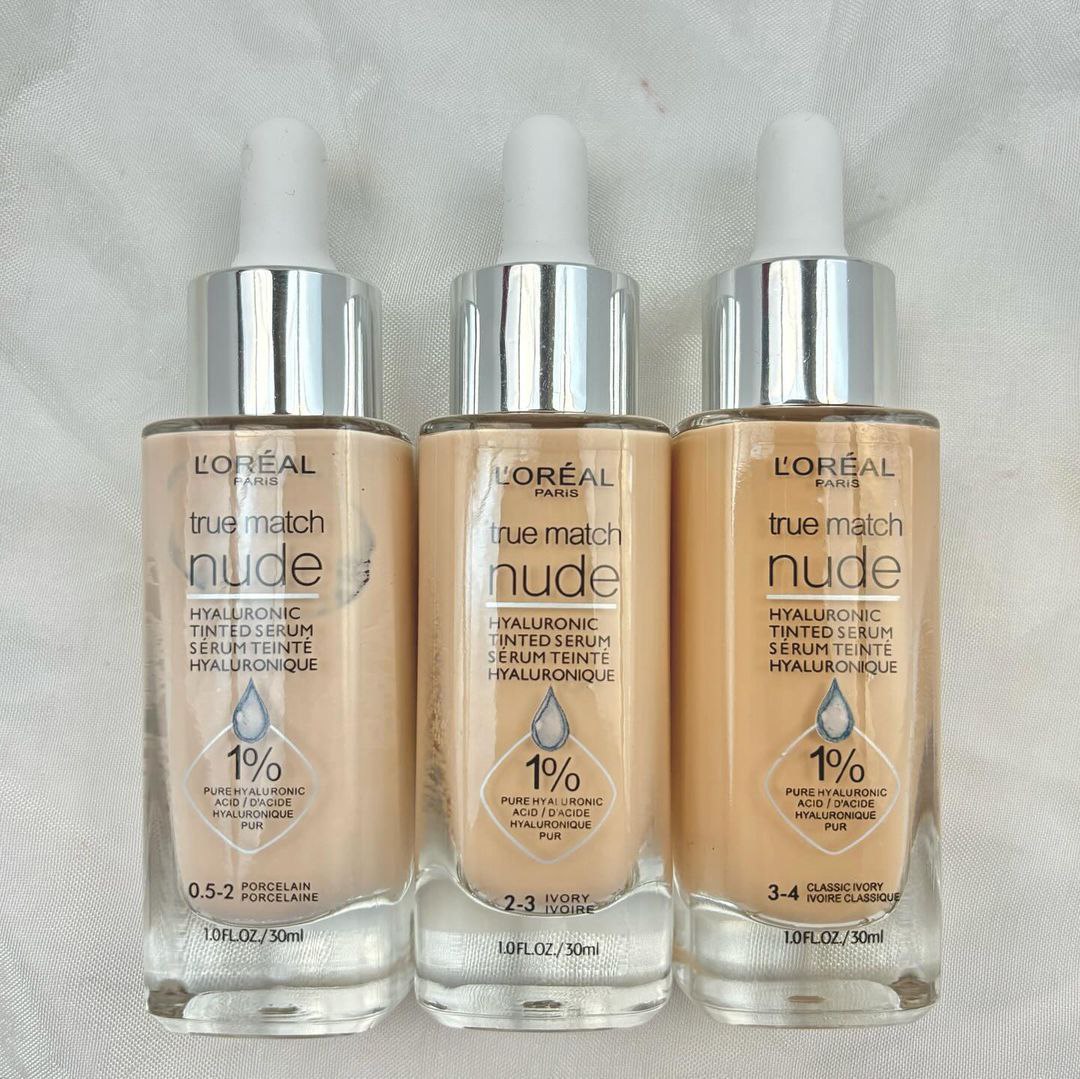 L'ORÉAL
PARIS
true match
nude
HYALURONIC
TINTED SERUM
SÉRUM TEINTÉ
HYALURONIQUE
1%
PURE HYALURONIC
ACID / D'ACIDE
HYALURONIQUE
PUR
0.5-2 PORCELAIN
PORCELAINE
1.0FL.OZ./30ml
L'ORÉAL
PARIS
true match
nude
HYALURONIC
TINTED SERUM
SÉRUM TEINTÉ
HYALURONIQUE
1%
PURE HYALURONIC
ACID / D'ACIDE
HYALURONIQUE
PUR
2-3 IVORY
IVOIRE
1.0FL.OZ./30ml
L'ORÉAL
PARIS
true match
nude
HYALURONIC
TINTED SERUM
SÉRUM TEINTÉ
HYALURONIQUE
1%
PURE HYALURONIC
ACID / D'ACIDE
HYALURONIQUE
PUR
3-4 CLASSIC IVORY
IVOIRE CLASSIQUE
1.0FL.OZ./30ml